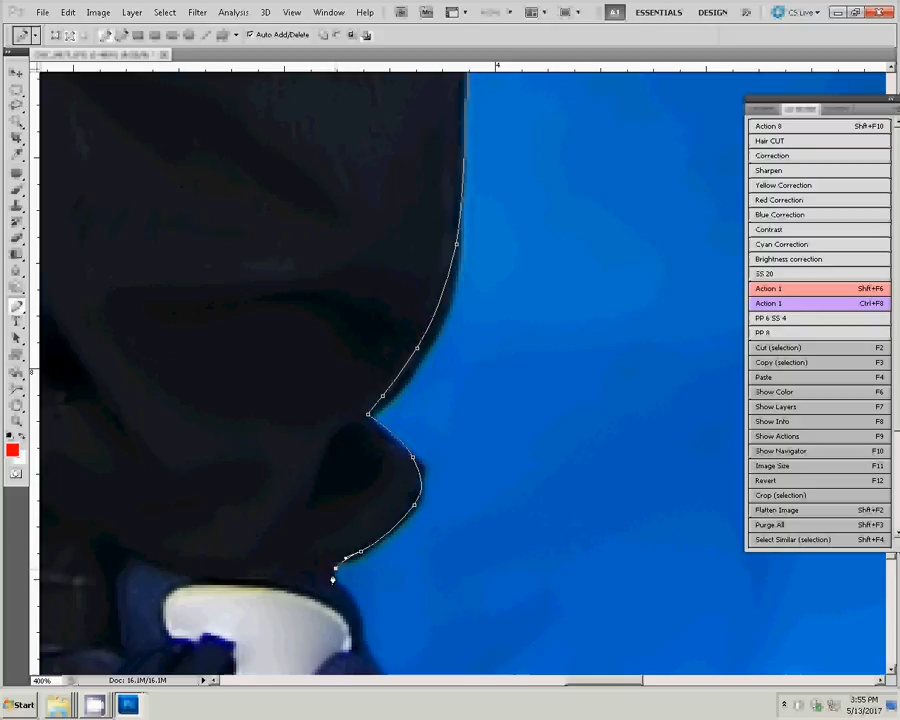 File Edit Image Layer Select Filter Analysis 3D View Window Help Br Mb ESSENTIALS DESIGN CS Live
Auto Add/Delete
4
Action 8 Shft+F10
Hair CUT
Correction
Sharpen
Yellow Correction
Red Correction
Blue Correction
Contrast
Cyan Correction
Brightness correction
SS 20
Action 1 Shft+F6
Action 1 Ctrl+F8
PP 6 SS 4
PP 8
Cut (selection) F2
Copy (selection) F3
Paste F4
Show Color F6
Show Layers F7
Show Info F8
Show Actions F9
Show Navigator F10
Image Size F11
Revert F12
Crop (selection)
Flatten Image Shft+F2
Purge All Shft+F3
Select Similar (selection) Shft+F4
8
400% Doc: 16.1M/16.1M
Start Ps 3:55 PM
5/13/2017